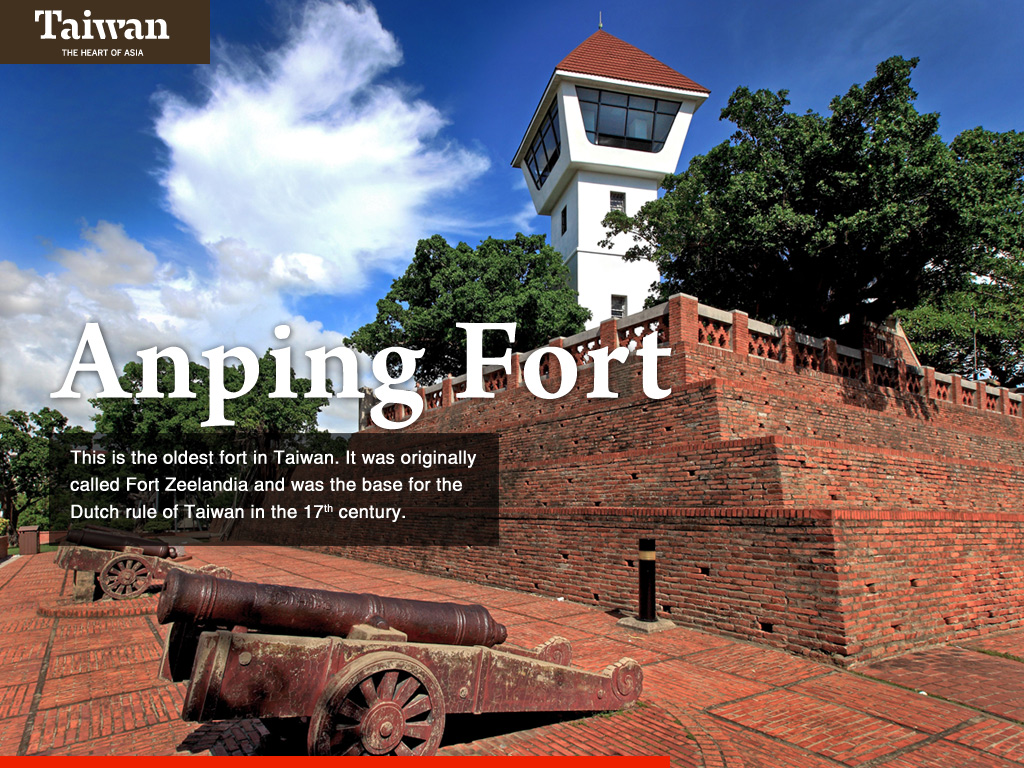 Taiwan
THE HEART OF ASIA
Anping Fort
This is the oldest fort in Taiwan. It was originally
called Fort Zeelandia and was the base for the
Dutch rule of Taiwan in the 17th century.